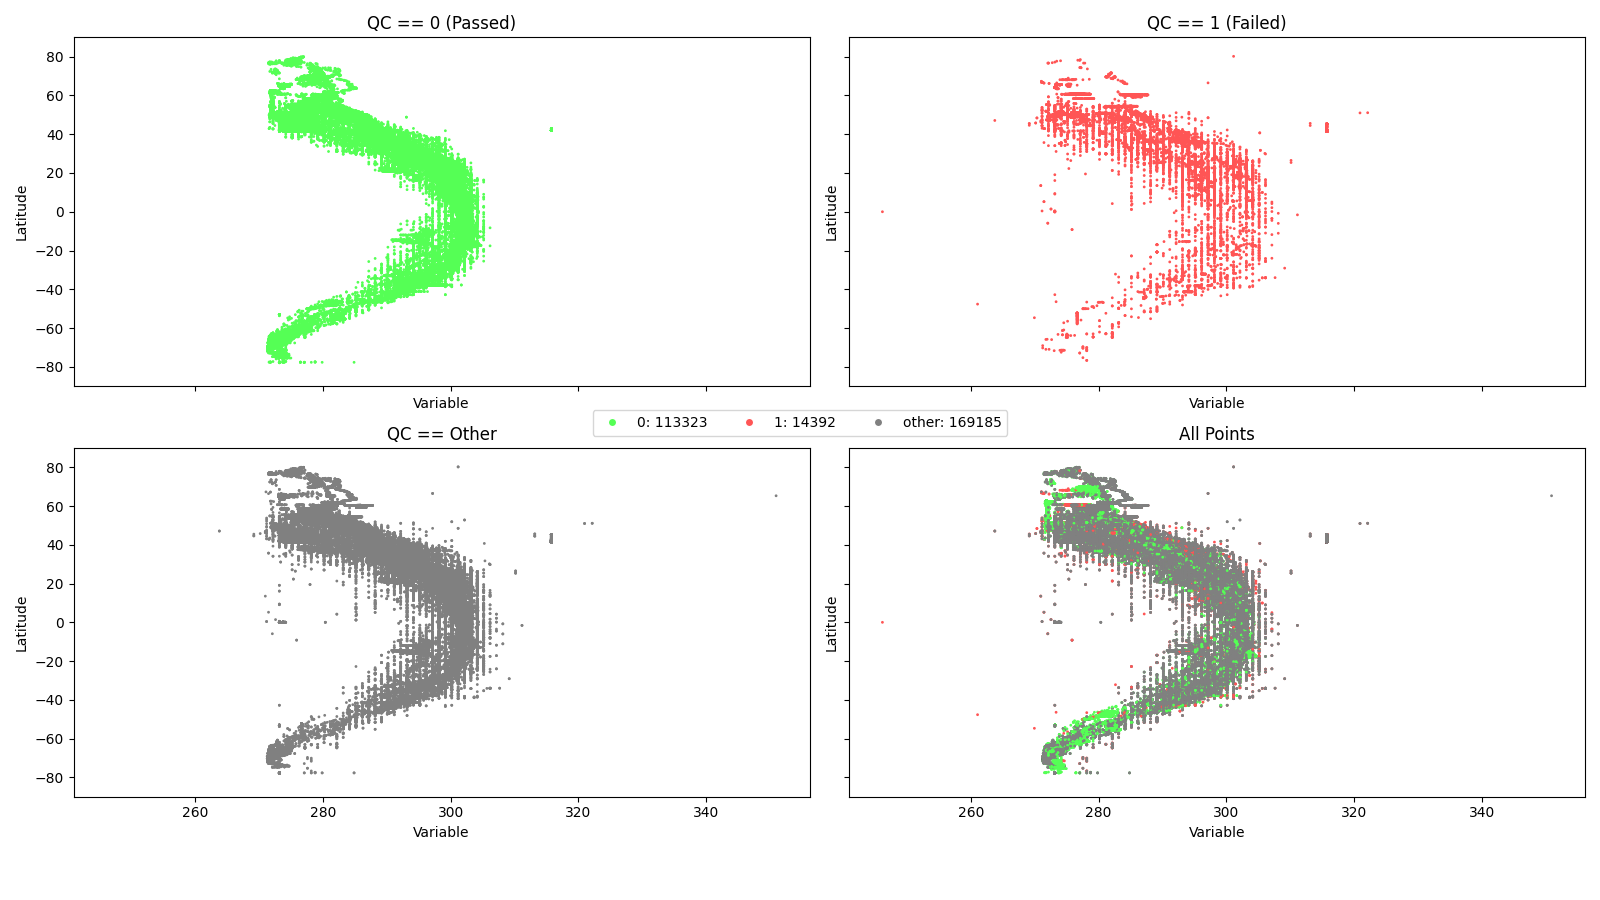 QC == 0 (Passed)
80
60
40
20
0
−20
−40
−60
−80
Latitude
Variable
QC == 1 (Failed)
Latitude
260
280
300
320
340
Variable
0: 113323
1: 14392
other: 169185
QC == Other
80
60
40
20
0
−20
−40
−60
−80
Latitude
260
280
300
320
340
Variable
All Points
Latitude
Variable